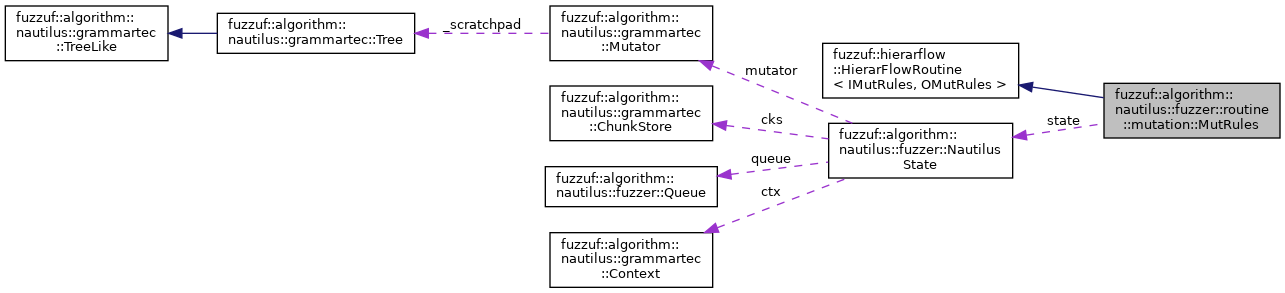 fuzzuf::algorithm::
nautilus::grammartec
::TreeLike
fuzzuf::algorithm::
nautilus::grammartec::Tree
_scratchpad
fuzzuf::algorithm::
nautilus::grammartec
::Mutator
mutator
fuzzuf::hierarflow
::HierarFlowRoutine
< IMutRules, OMutRules >
fuzzuf::algorithm::
nautilus::fuzzer::routine
::mutation::MutRules
state
fuzzuf::algorithm::
nautilus::grammartec
::ChunkStore
cks
fuzzuf::algorithm::
nautilus::fuzzer::Nautilus
State
queue
fuzzuf::algorithm::
nautilus::fuzzer::Queue
ctx
fuzzuf::algorithm::
nautilus::grammartec
::Context